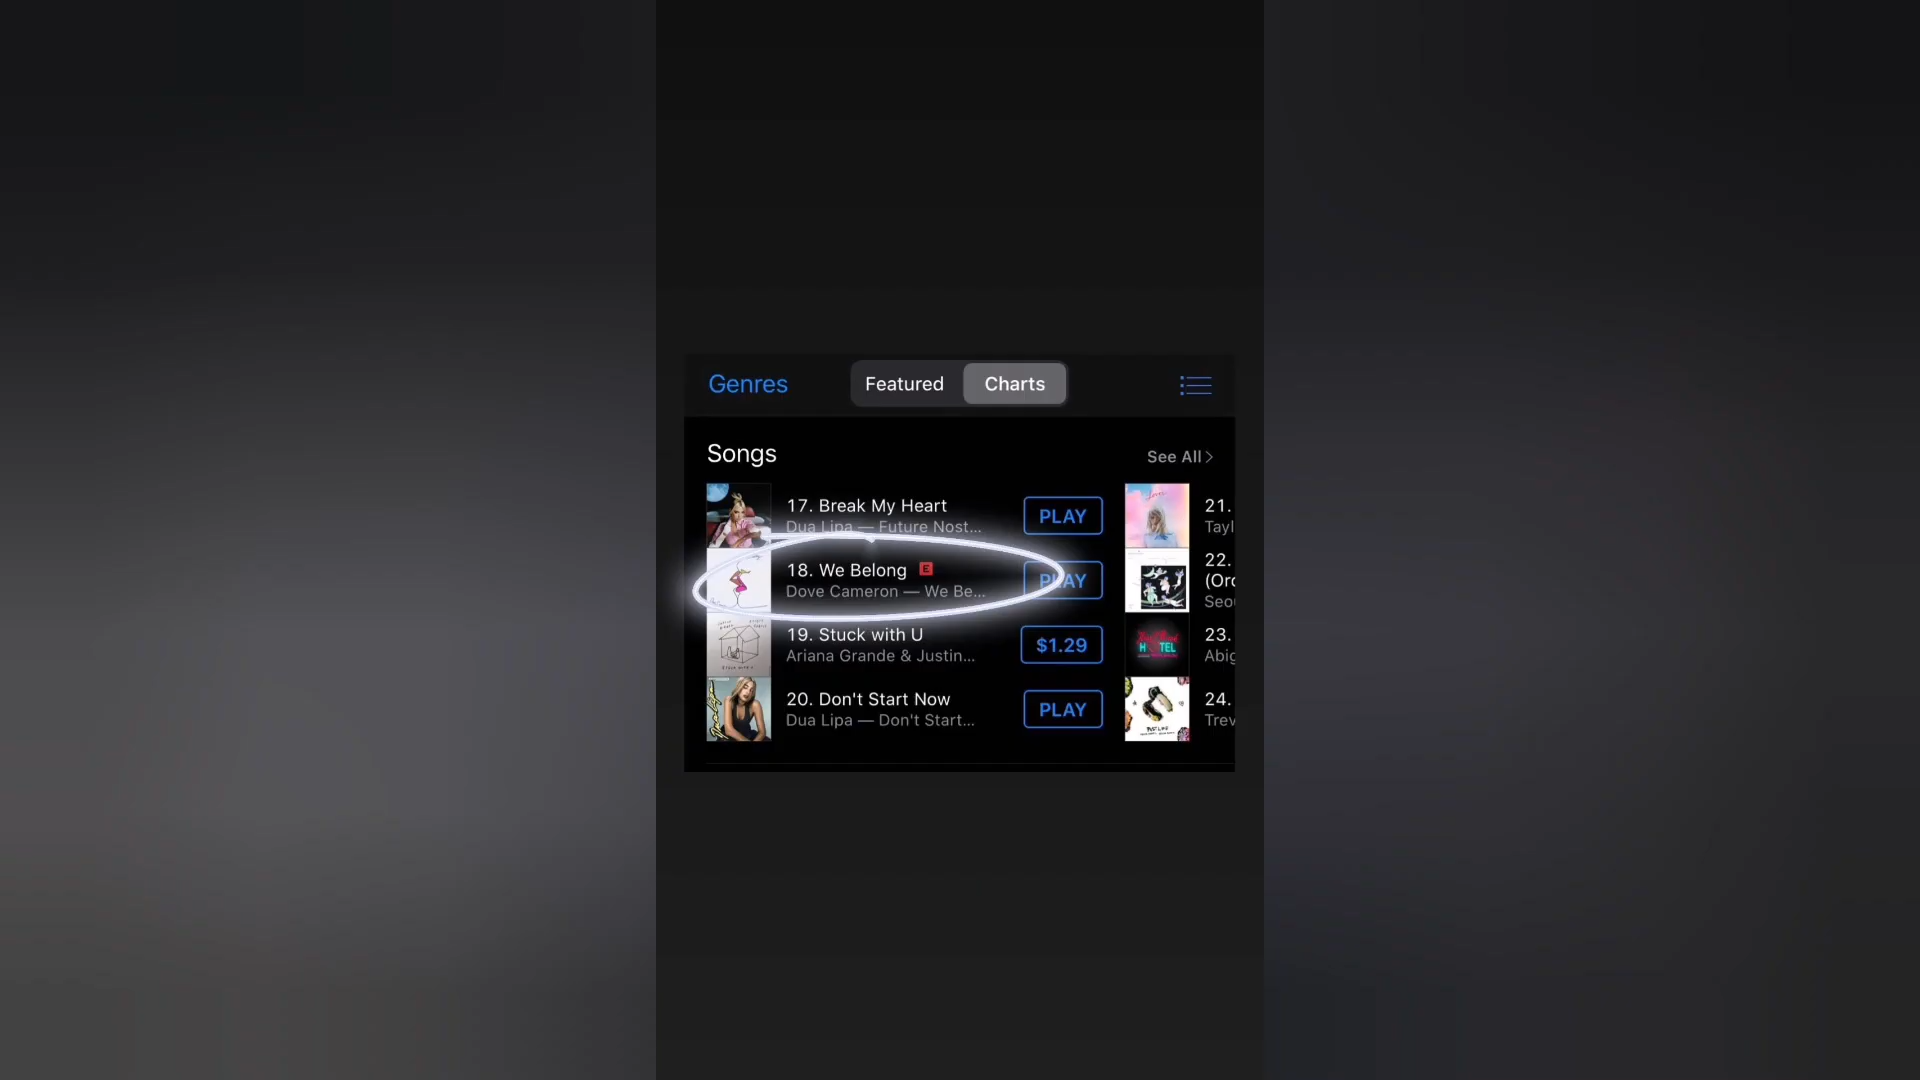 Genres
Featured
Charts
Songs
See All
17. Break My Heart
Dua Lipa — Future Nost...
PLAY
18. We Belong E
Dove Cameron — We Be...
PLAY
19. Stuck with U
Ariana Grande & Justin...
$1.29
20. Don't Start Now
Dua Lipa — Don't Start...
PLAY
21.
Tayl
22.
(Or
Seou
23.
Abig
24.
Trev
H TEL